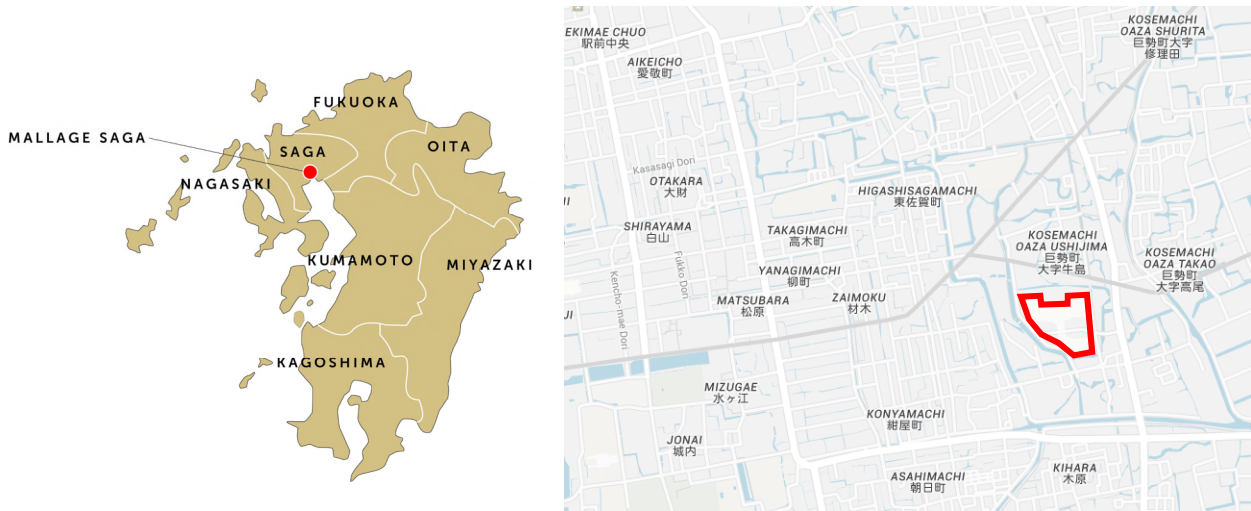 FUKUOKA
MALLAGE SAGA
SAGA
OITA
NAGASAKI
KUMAMOTO
MIYAZAKI
KAGOSHIMA
EKIMAE CHUO
駅前中央
AIKEICHO
愛敬町
KOSEMACHI
OAZA SHURITA
巨勢町大字
修理田
Kasasagi Dori
OTAKARA
大財
HIGASHISAGAMACHI
東佐賀町
SHIRAYAMA
白山
TAKAGIMACHI
高木町
KOSEMACHI
OAZA USHIJIMA
巨勢町
大字牛島
KOSEMACHI
OAZA TAKAO
巨勢町
大字高尾
Fukko Dori
Kencho-mae Dori
YANAGIMACHI
柳町
MATSUBARA
松原
ZAIMOKU
材木
MIZUGAE
水ヶ江
KONYAMACHI
紺屋町
JONAI
城内
ASAHIMACHI
朝日町
KIHARA
木原